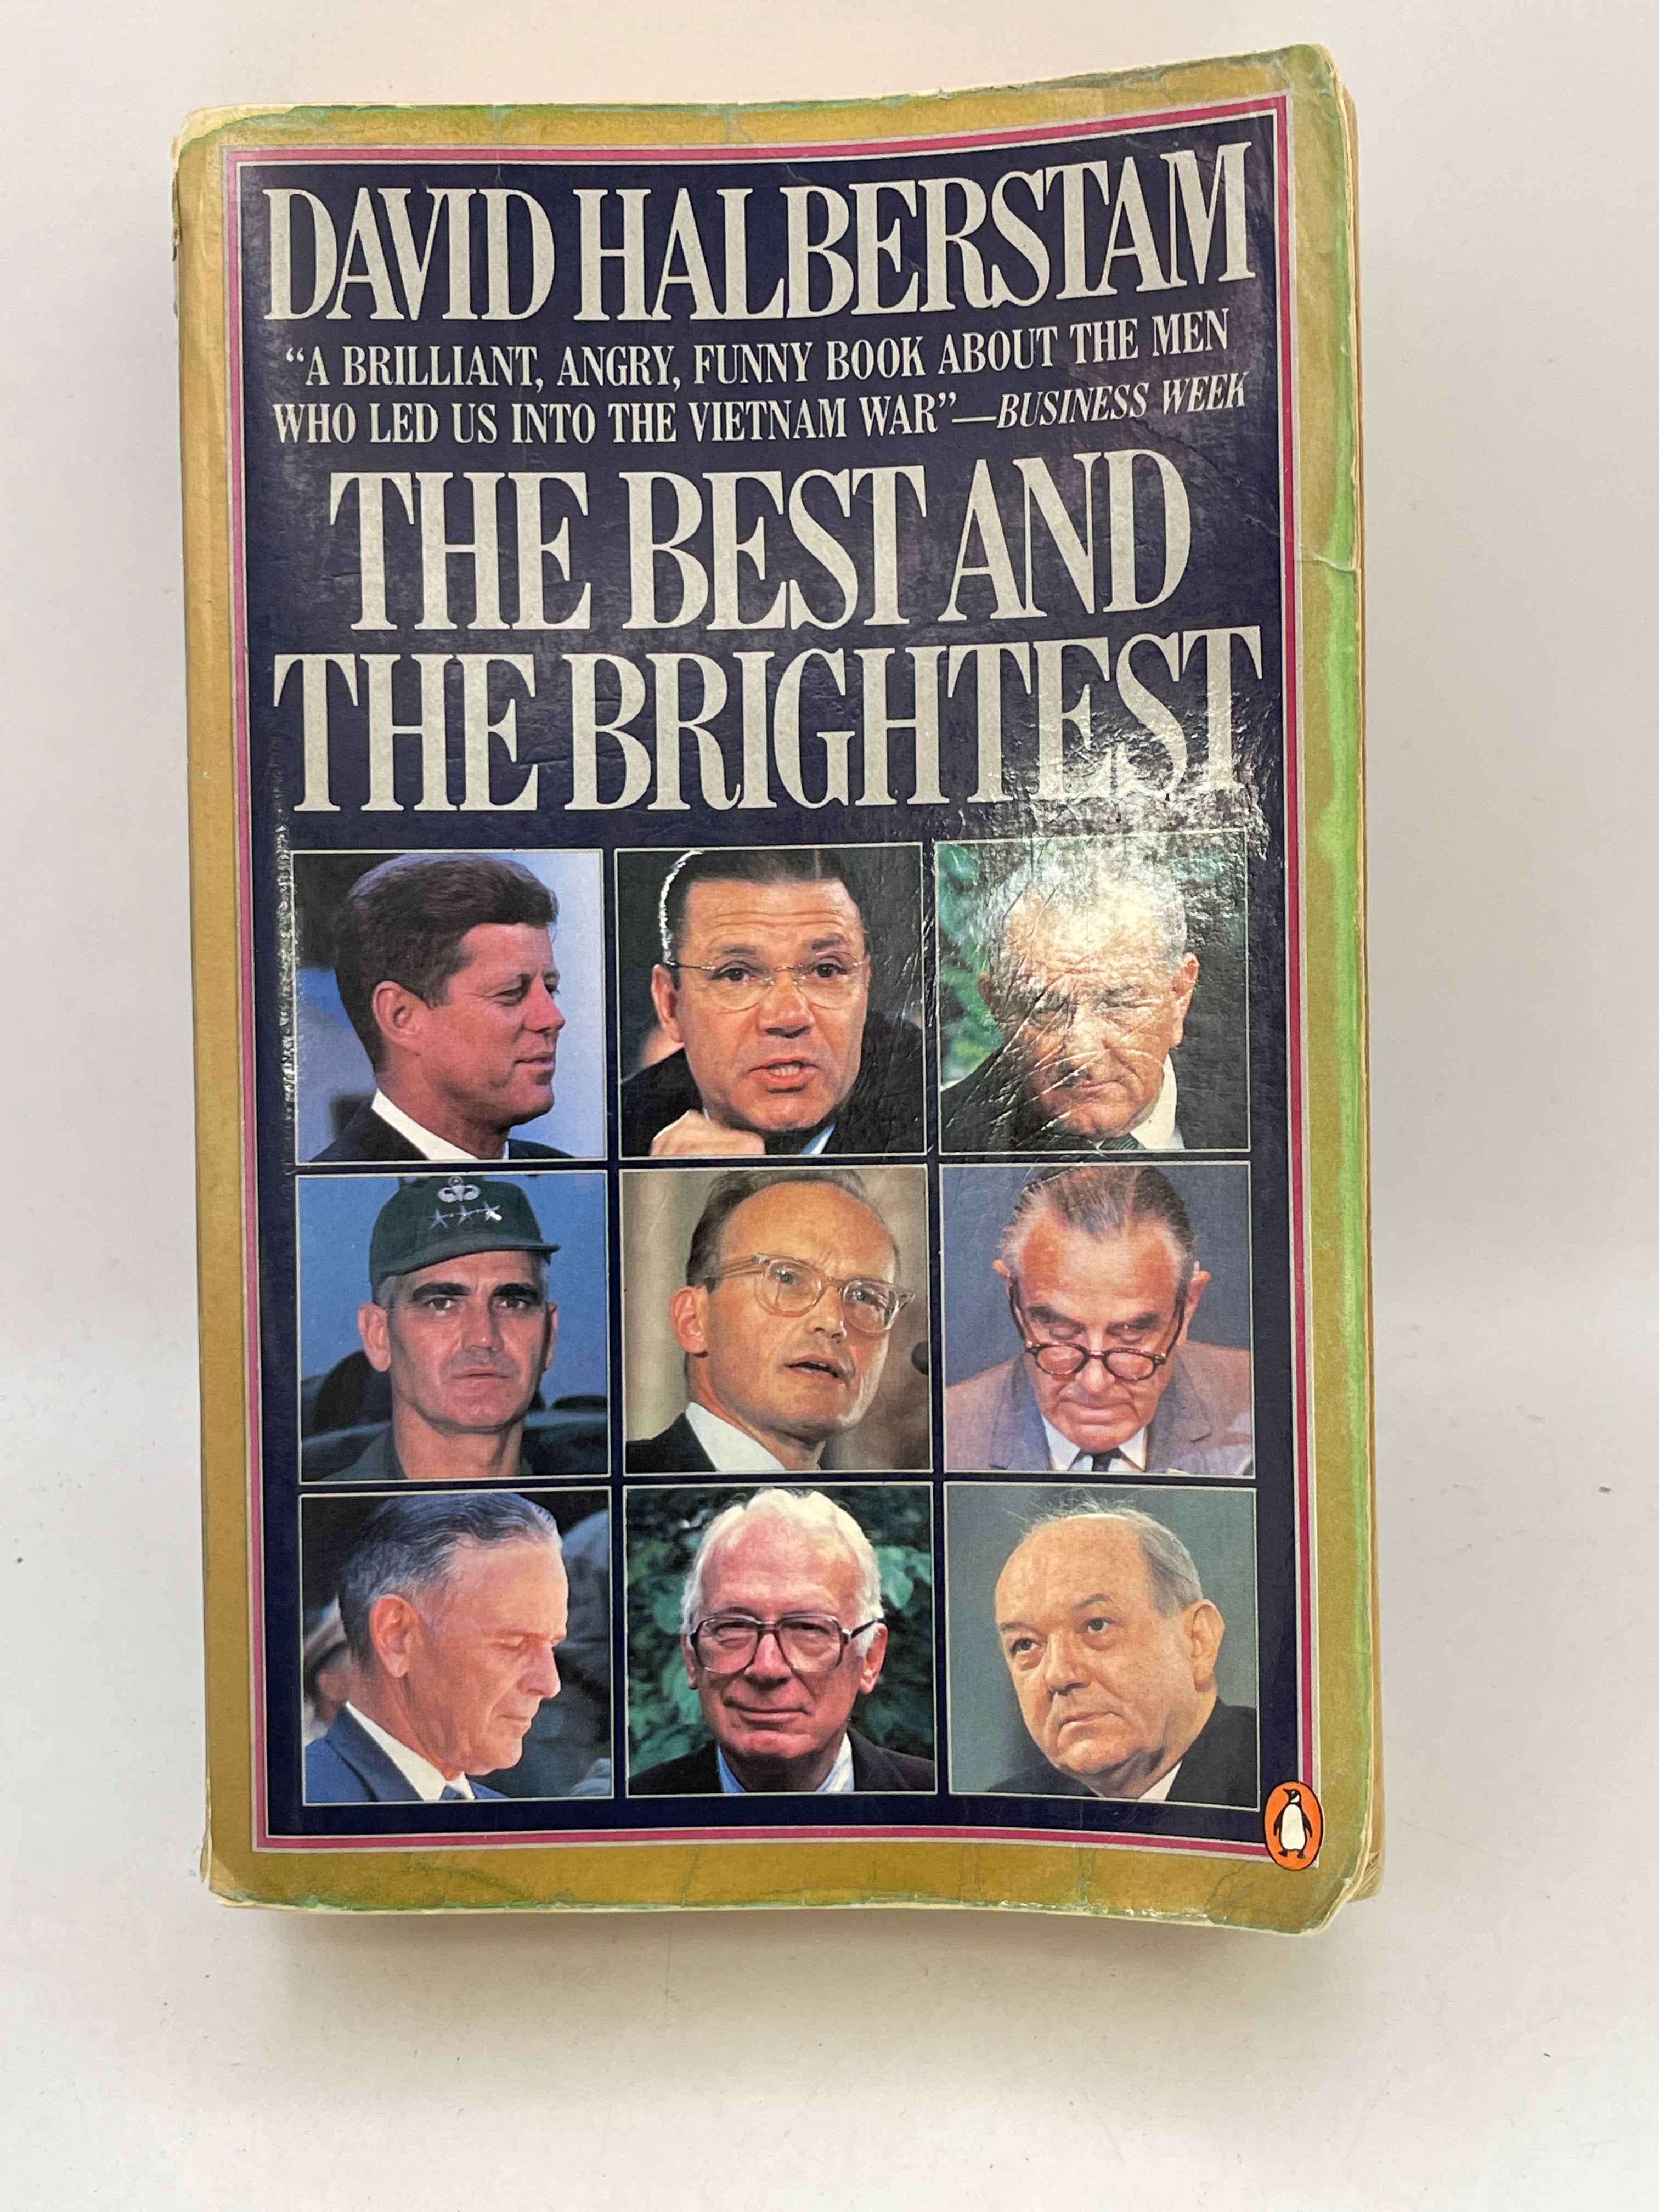 DAVID HALBERSTAM
“A BRILLIANT, ANGRY, FUNNY BOOK ABOUT THE MEN
WHO LED US INTO THE VIETNAM WAR”—BUSINESS WEEK
THE BEST AND
THE BRIGHTEST